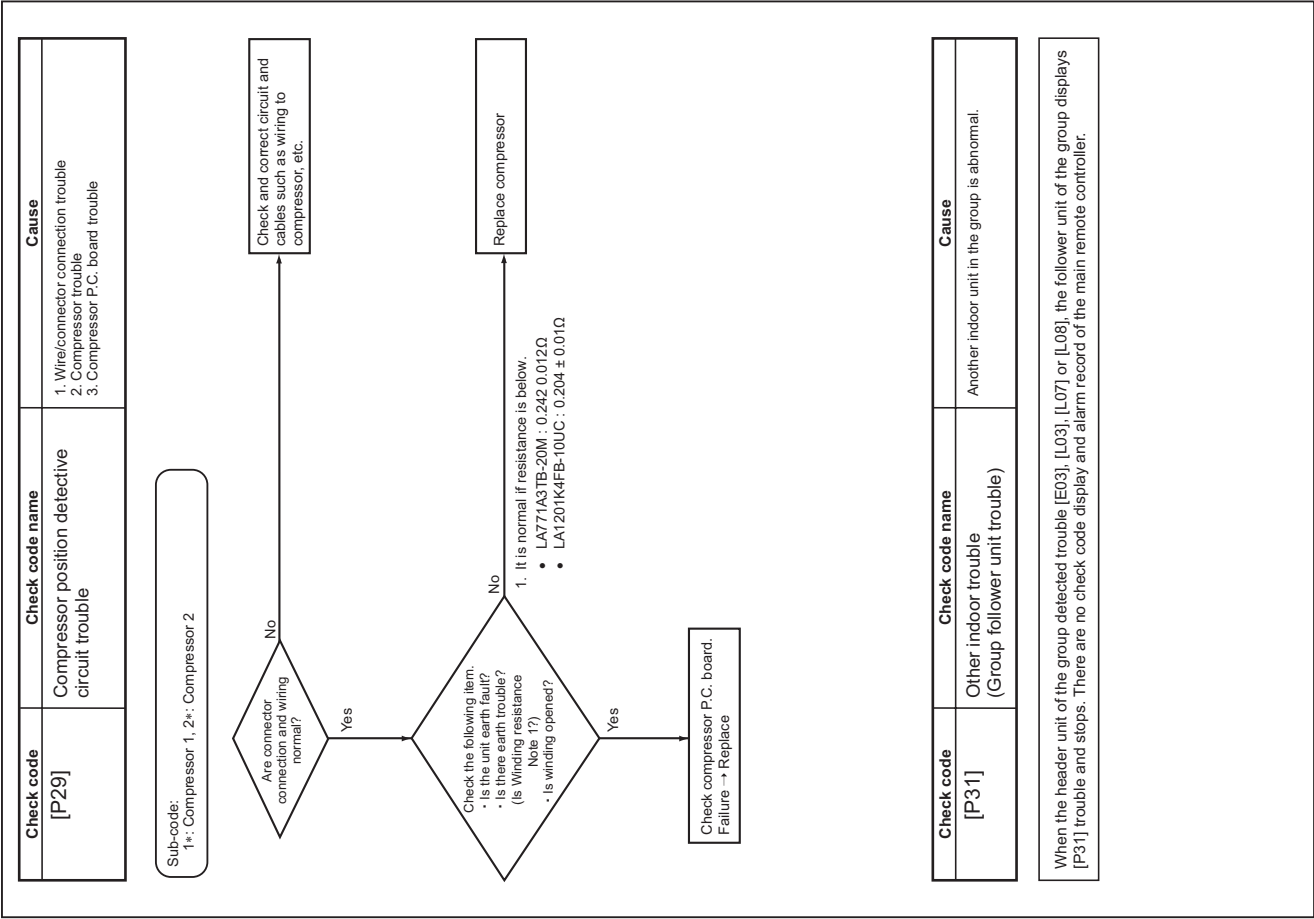 Check code
Check code name
Cause
[P29]
Compressor position detective
circuit trouble
1. Wire/connector connection trouble
2. Compressor trouble
3. Compressor P.C. board trouble
Sub-code:
1∗: Compressor 1, 2∗: Compressor 2
Are connector
connection and wiring
normal?
No
Check and correct circuit and
cables such as wiring to
compressor, etc.
Yes
Check the following item.
・Is the unit earth fault?
・Is there earth trouble?
(Is Winding resistance
Note 1?)
・Is winding opened?
No
Replace compressor
1. It is normal if resistance is below.
• LA771A3TB-20M : 0.242 0.012Ω
• LA1201K4FB-10UC : 0.204 ± 0.01Ω
Yes
Check compressor P.C. board.
Failure → Replace
Check code
Check code name
Cause
[P31]
Other indoor trouble
(Group follower unit trouble)
Another indoor unit in the group is abnormal.
When the header unit of the group detected trouble [E03], [L03], [L07] or [L08], the follower unit of the group displays
[P31] trouble and stops. There are no check code display and alarm record of the main remote controller.